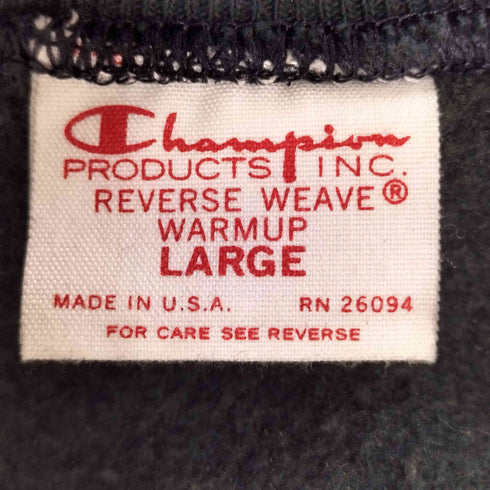 Champion
PRODUCTS INC.
REVERSE WEAVE®
WARMUP
LARGE
MADE IN U.S.A. RN 26094
FOR CARE SEE REVERSE